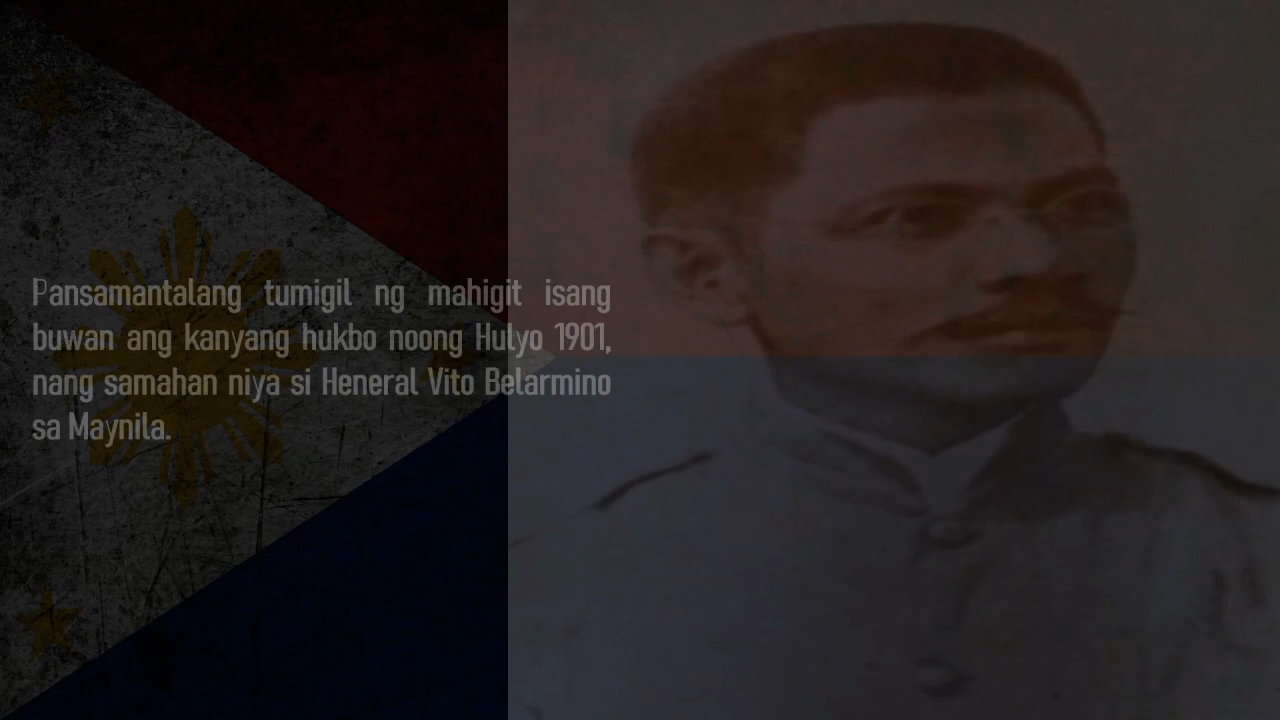 Pansamantalang tumigil ng mahigit isang
buwan ang kanyang hukbo noong Hulyo 1901,
nang samahan niya si Heneral Vito Belarmino
sa Maynila.